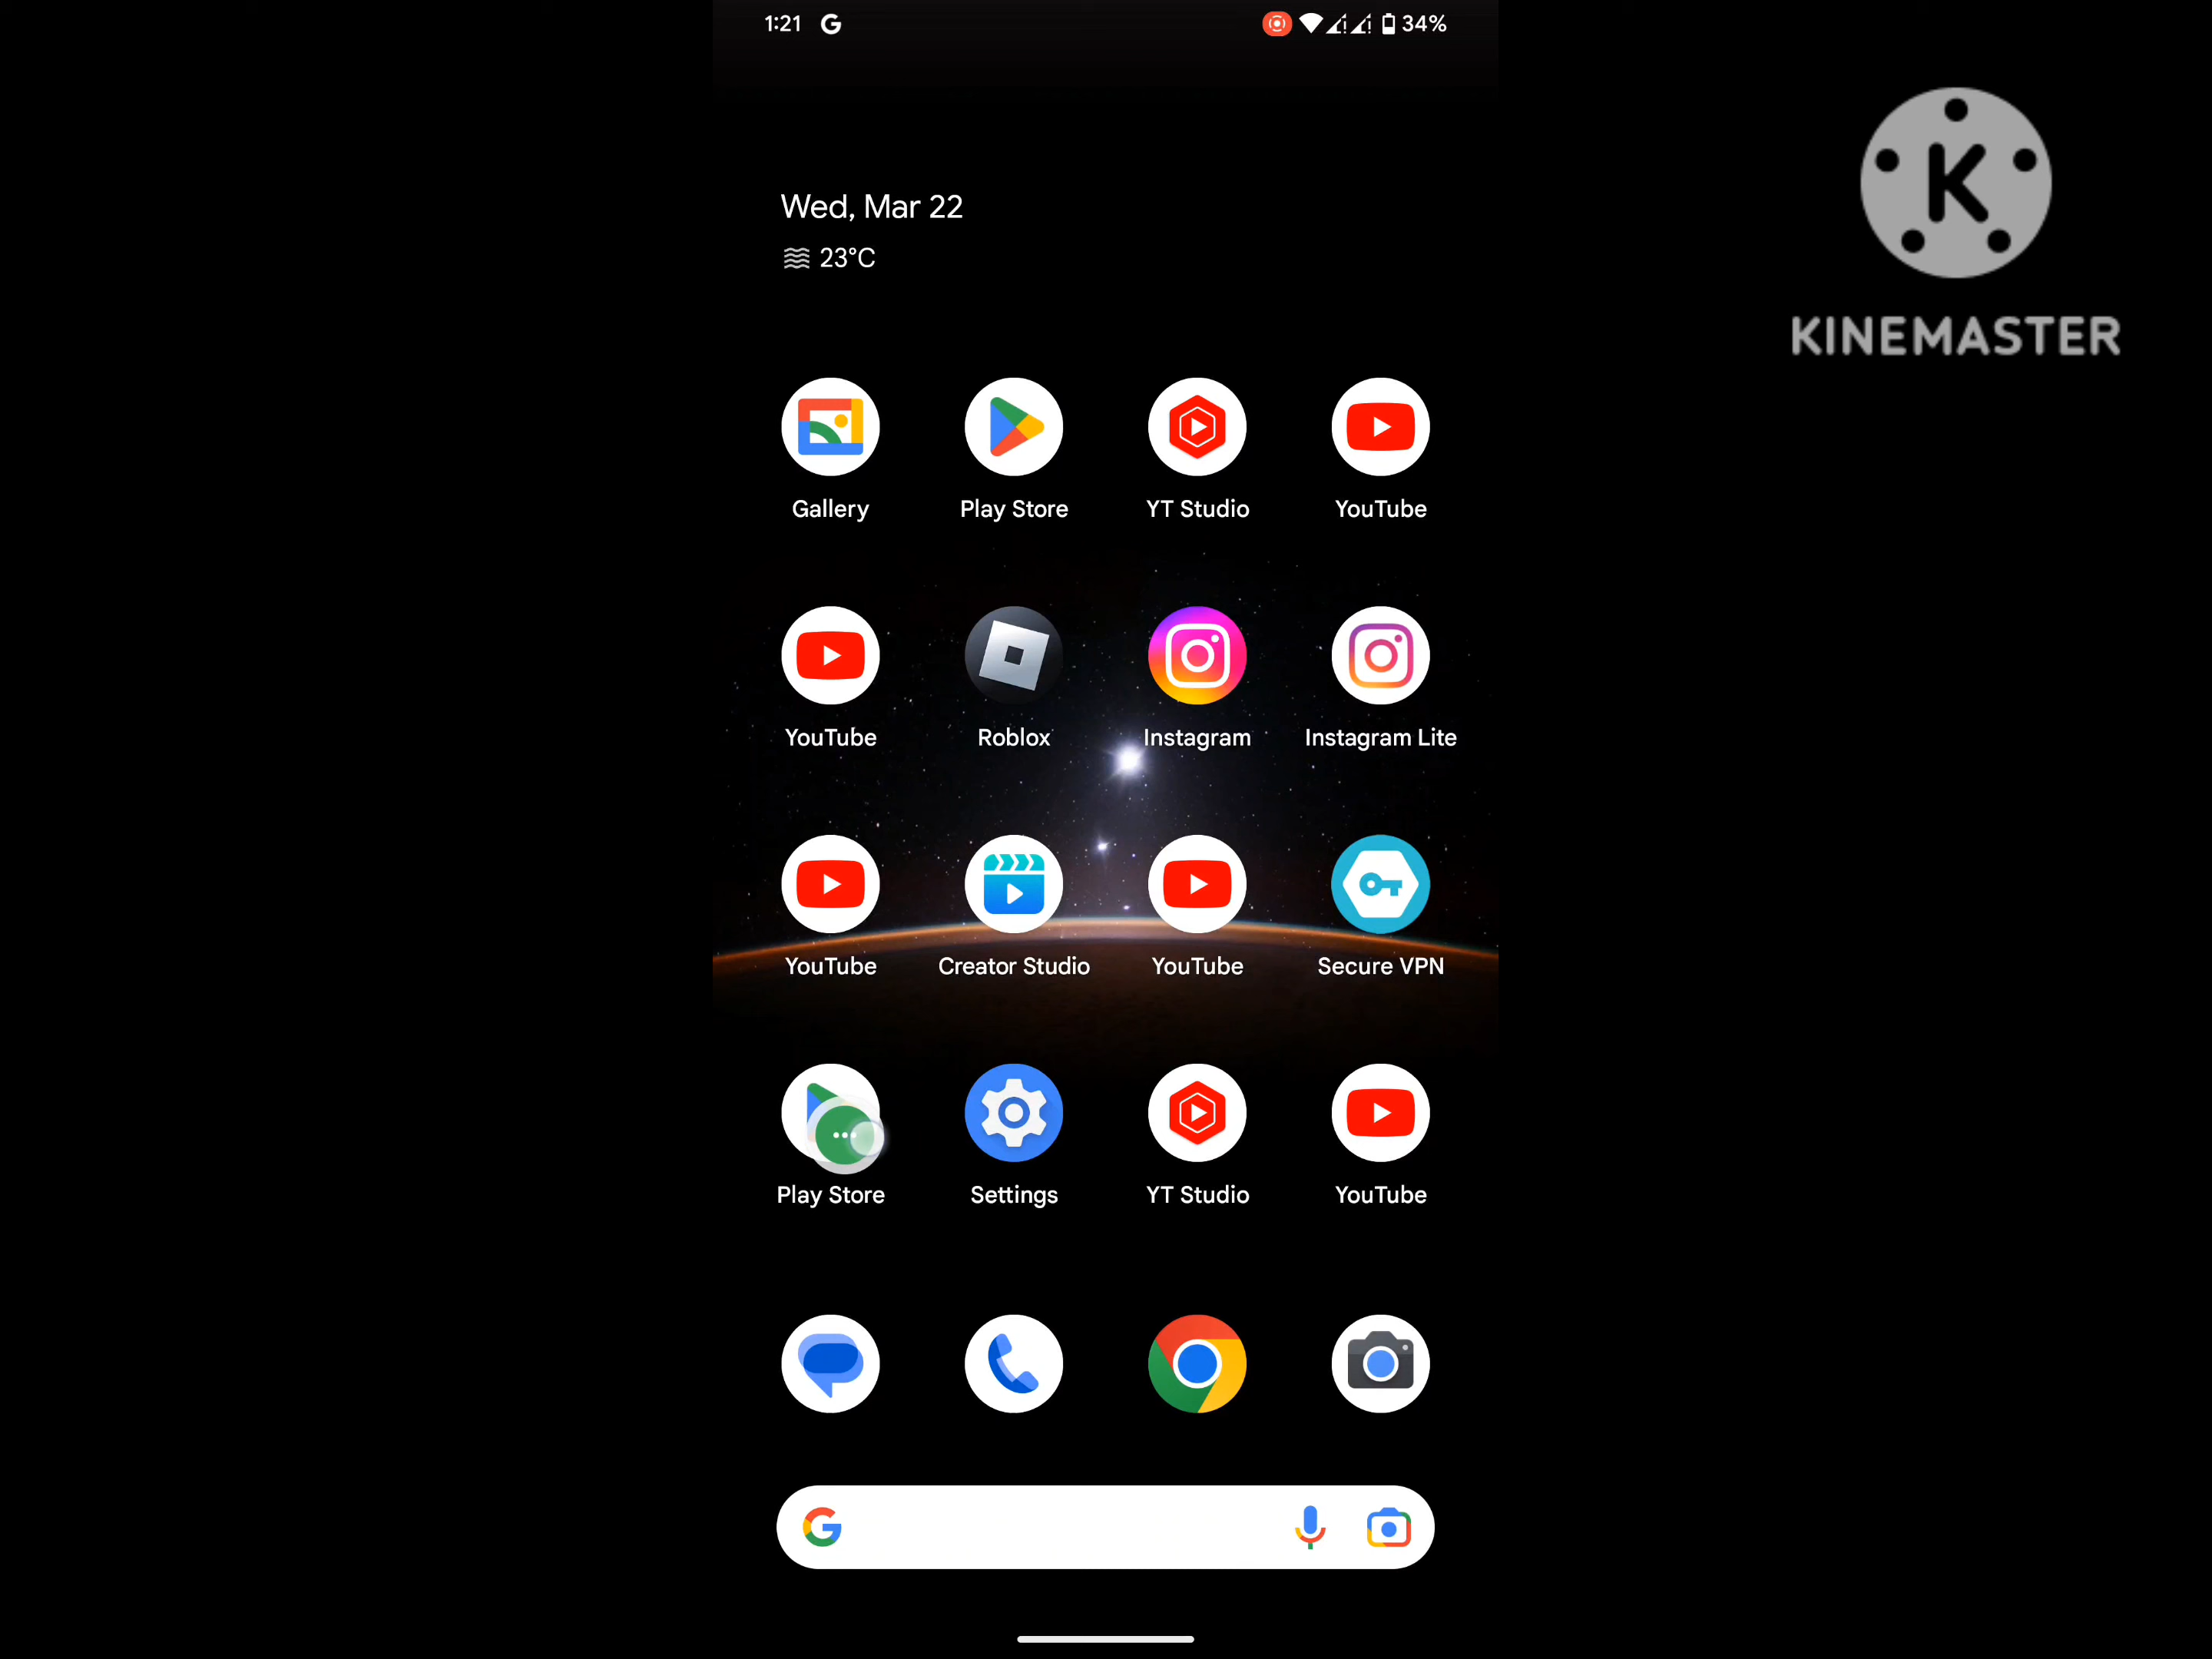 1:21
34%
KINEMASTER
Wed, Mar 22
23°C
Gallery
Play Store
YT Studio
YouTube
YouTube
Roblox
Instagram
Instagram Lite
YouTube
Creator Studio
YouTube
Secure VPN
Play Store
Settings
YT Studio
YouTube